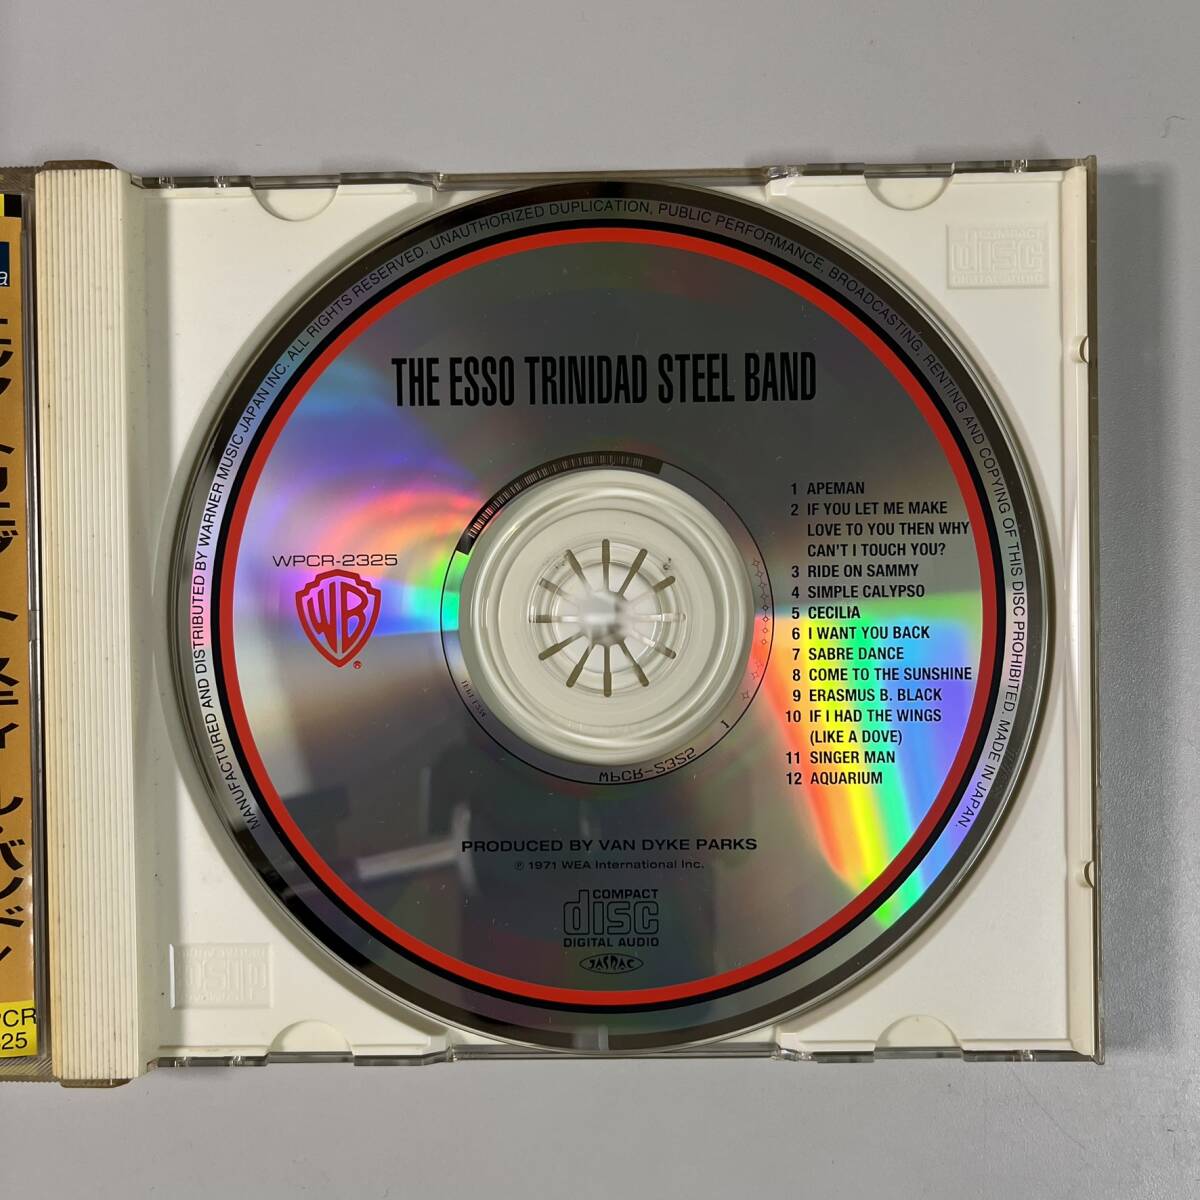 THE ESSO TRINIDAD STEEL BAND
WPCR-2325
WB
®
1 APEMAN
2 IF YOU LET ME MAKE
LOVE TO YOU THEN WHY
CAN'T I TOUCH YOU?
3 RIDE ON SAMMY
4 SIMPLE CALYPSO
5 CECILIA
6 I WANT YOU BACK
7 SABRE DANCE
8 COME TO THE SUNSHINE
9 ERASMUS B. BLACK
10 IF I HAD THE WINGS
(LIKE A DOVE)
11 SINGER MAN
12 AQUARIUM
WPCR-2325 1
PRODUCED BY VAN DYKE PARKS
℗ 1971 WEA International Inc.
COMPACT
disc
DIGITAL AUDIO
JASRAC
MANUFACTURED AND DISTRIBUTED BY WARNER MUSIC JAPAN INC. ALL RIGHTS RESERVED. UNAUTHORIZED DUPLICATION, PUBLIC PERFORMANCE, BROADCASTING, RENTING AND COPYING OF THIS DISC PROHIBITED. MADE IN JAPAN.
COMPACT
disc
DIGITAL AUDIO
PCR
25